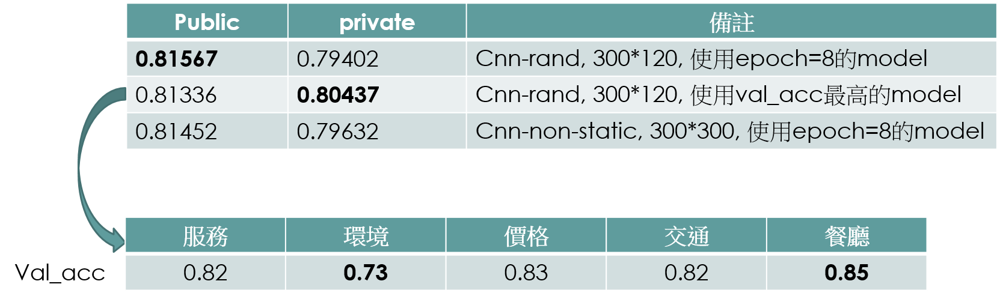 Public private 備註
0.81567 0.79402 Cnn-rand, 300*120, 使用epoch=8的model
0.81336 0.80437 Cnn-rand, 300*120, 使用val_acc最高的model
0.81452 0.79632 Cnn-non-static, 300*300, 使用epoch=8的model
服務 環境 價格 交通 餐廳
Val_acc 0.82 0.73 0.83 0.82 0.85